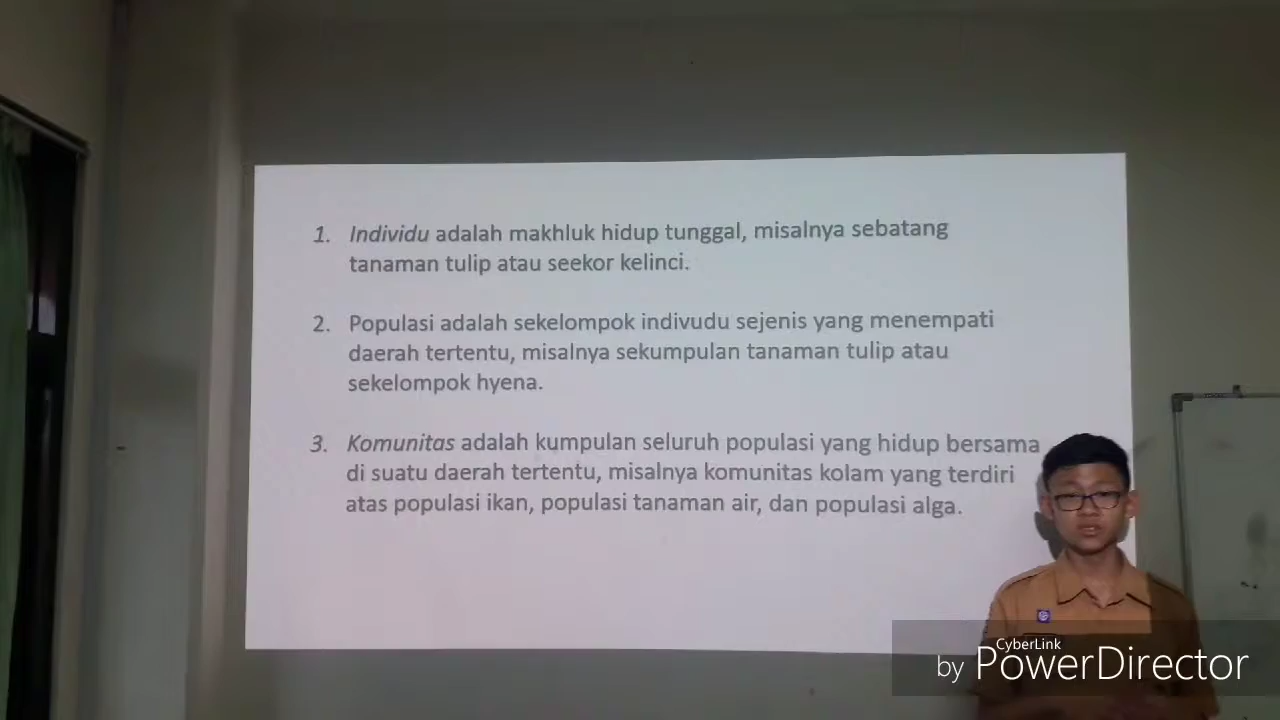 1. Individu adalah makhluk hidup tunggal, misalnya sebatang
tanaman tulip atau seekor kelinci.
2. Populasi adalah sekelompok indivudu sejenis yang menempati
daerah tertentu, misalnya sekumpulan tanaman tulip atau
sekelompok hyena.
3. Komunitas adalah kumpulan seluruh populasi yang hidup bersama
di suatu daerah tertentu, misalnya komunitas kolam yang terdiri
atas populasi ikan, populasi tanaman air, dan populasi alga.
CyberLink
by PowerDirector